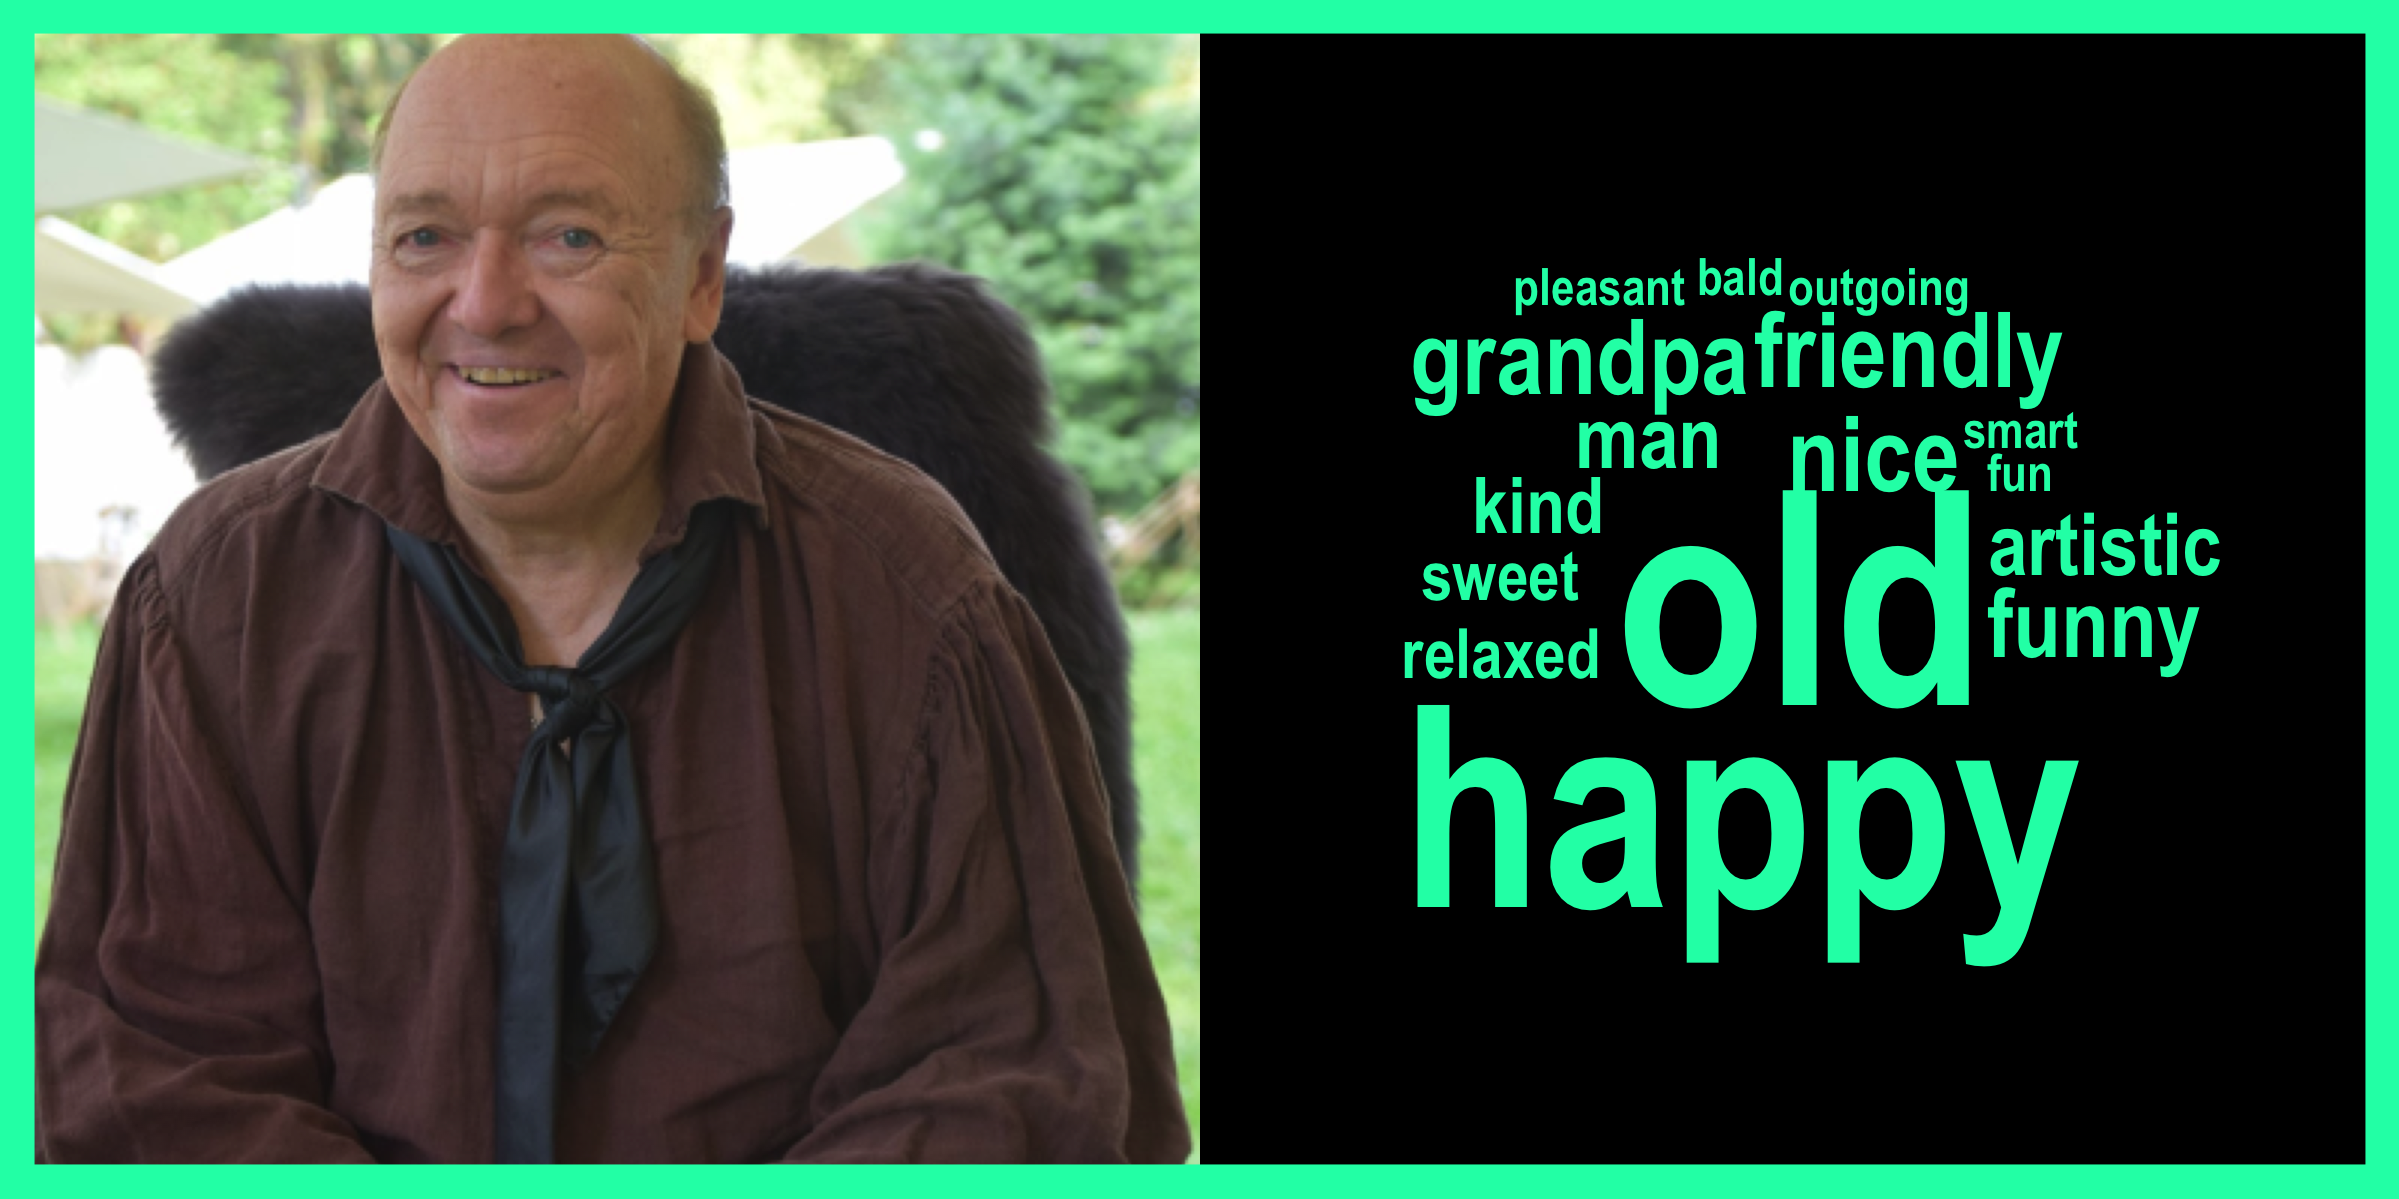 pleasant bald outgoing
grandpa friendly
man nice smart
fun
kind
artistic
sweet old
funny
relaxed
happy